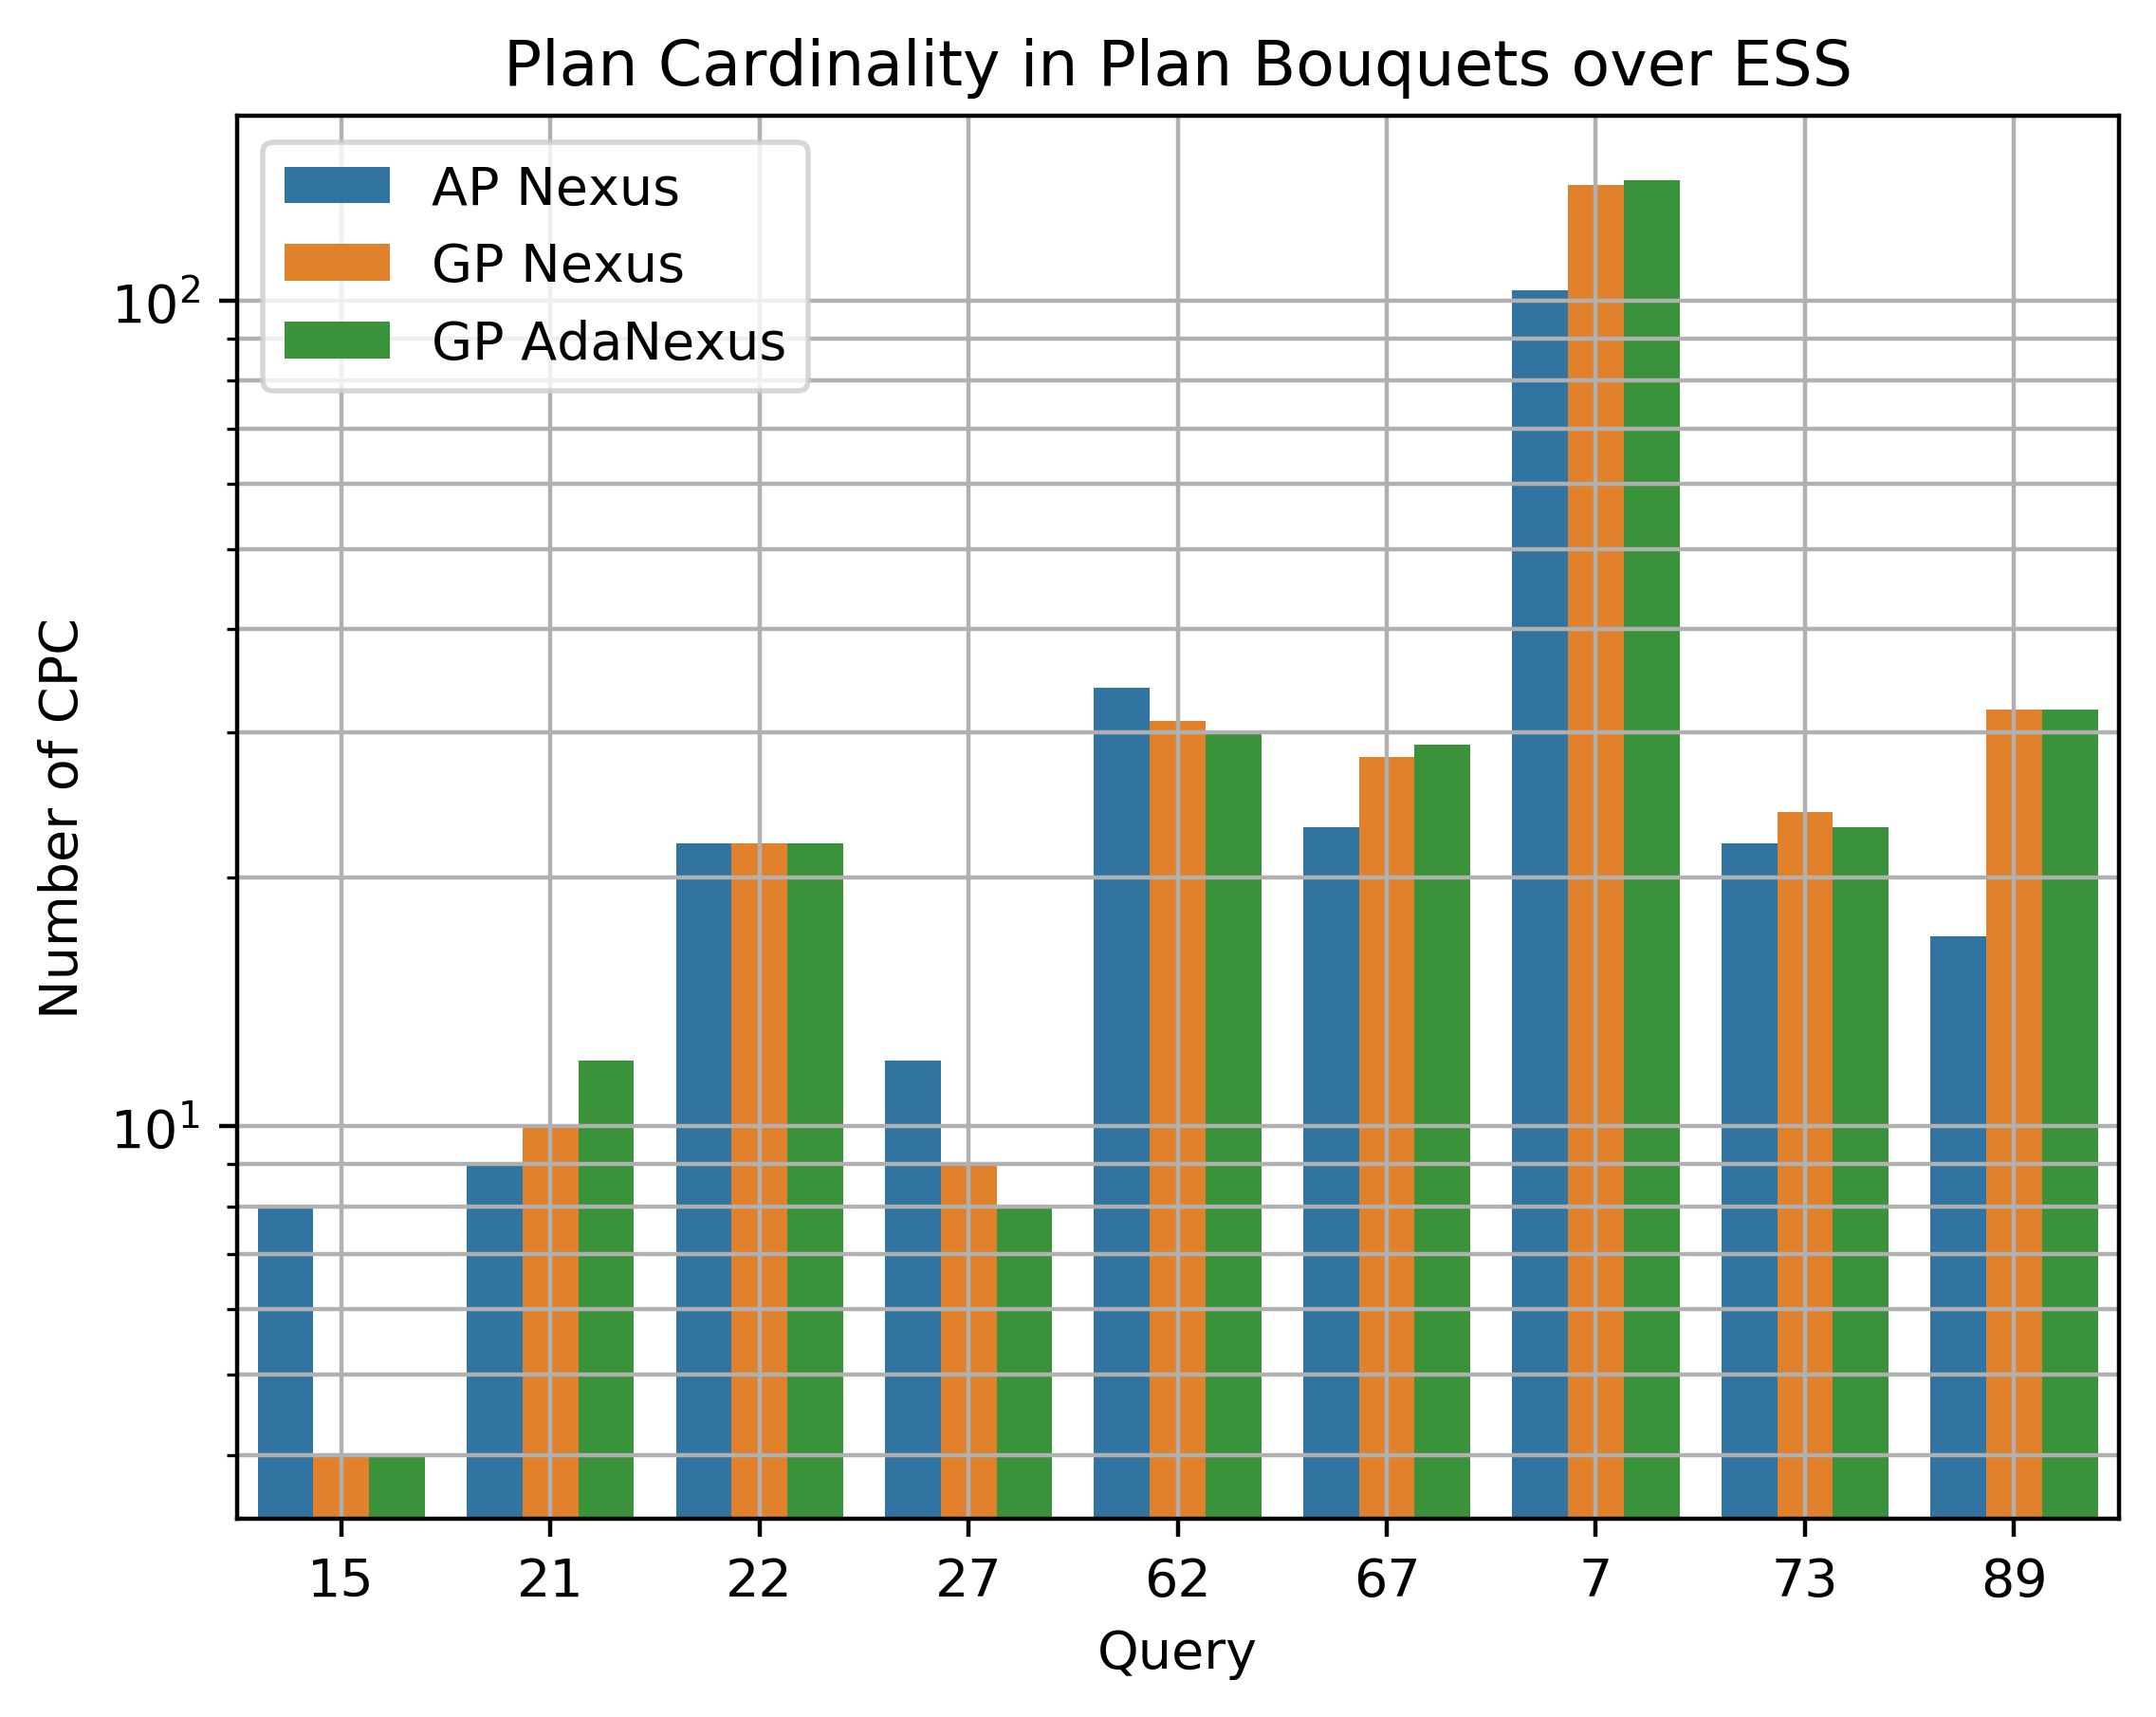 Plan Cardinality in Plan Bouquets over ESS
AP Nexus
GP Nexus
GP AdaNexus
10²
10¹
Number of CPC
15 21 22 27 62 67 7 73 89
Query